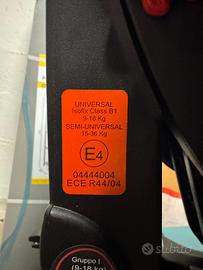 UNIVERSAL
Isofix Class B1
9-18 Kg
SEMI-UNIVERSAL
15-36 Kg
E4
04444004
ECE R44/04
Gruppo I
(9-18 kg)
subito